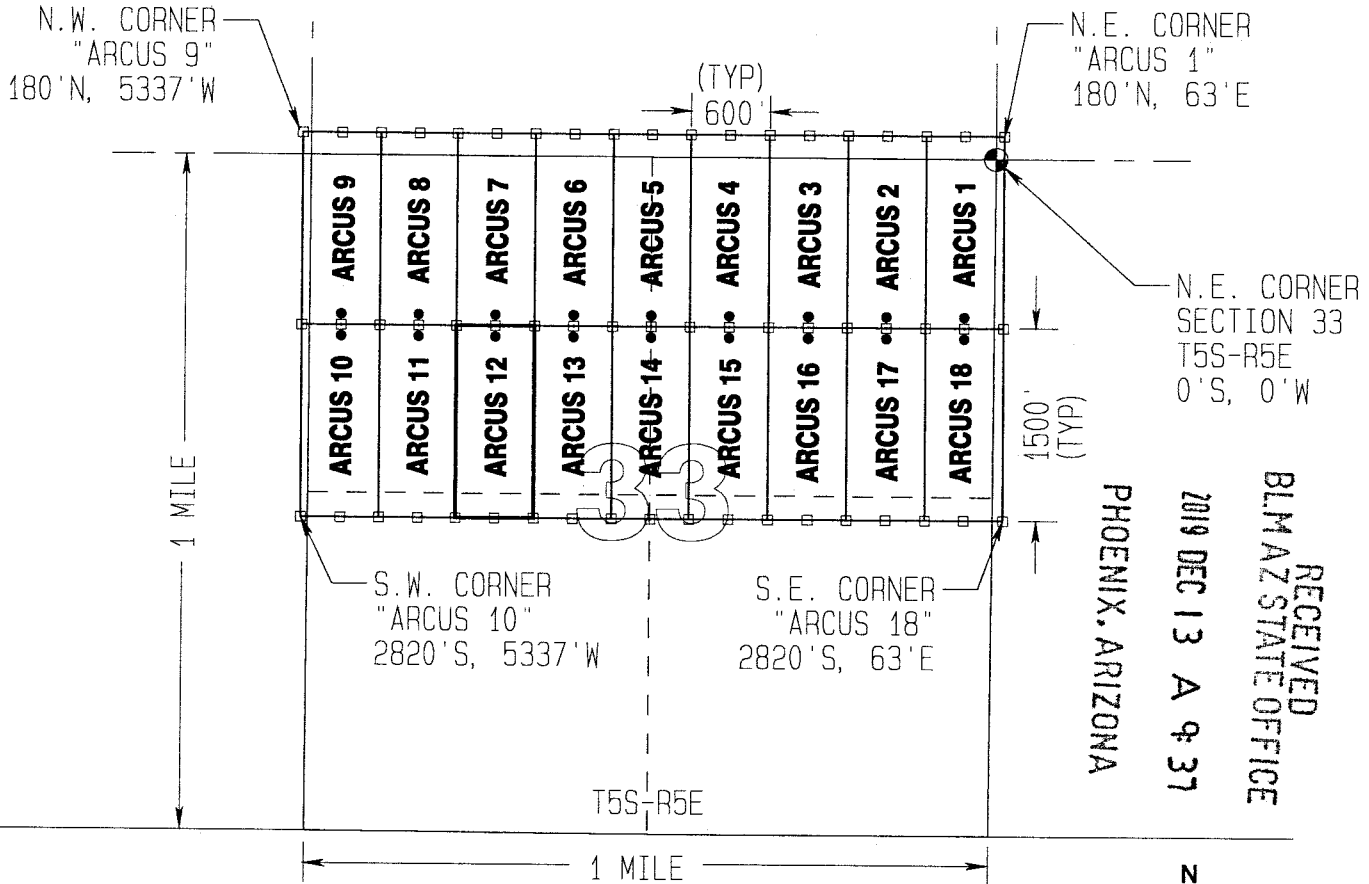 N.W. CORNER
"ARCUS 9"
180'N, 5337'W
(TYP)
600'
N.E. CORNER
"ARCUS 1"
180'N, 63'E
ARCUS 9
ARCUS 8
ARCUS 7
ARCUS 6
ARCUS 5
ARCUS 4
ARCUS 3
ARCUS 2
ARCUS 1
N.E. CORNER
SECTION 33
T5S-R5E
0'S, 0'W
ARCUS 10
ARCUS 11
ARCUS 12
ARCUS 13
ARCUS 14
ARCUS 15
ARCUS 16
ARCUS 17
ARCUS 18
33
1500'
(TYP)
1 MILE
S.W. CORNER
"ARCUS 10"
2820'S, 5337'W
S.E. CORNER
"ARCUS 18"
2820'S, 63'E
RECEIVED
BLM AZ STATE OFFICE
2019 DEC 13 A 9:37
PHOENIX, ARIZONA
T5S-R5E
1 MILE
N